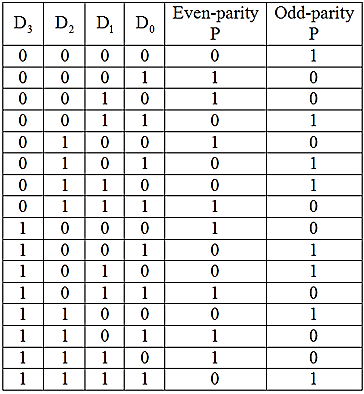 D3 D2 D1 D0 Even-parity P Odd-parity P
0 0 0 0 0 1
0 0 0 1 1 0
0 0 1 0 1 0
0 0 1 1 0 1
0 1 0 0 1 0
0 1 0 1 0 1
0 1 1 0 0 1
0 1 1 1 1 0
1 0 0 0 1 0
1 0 0 1 0 1
1 0 1 0 0 1
1 0 1 1 1 0
1 1 0 0 0 1
1 1 0 1 1 0
1 1 1 0 1 0
1 1 1 1 0 1